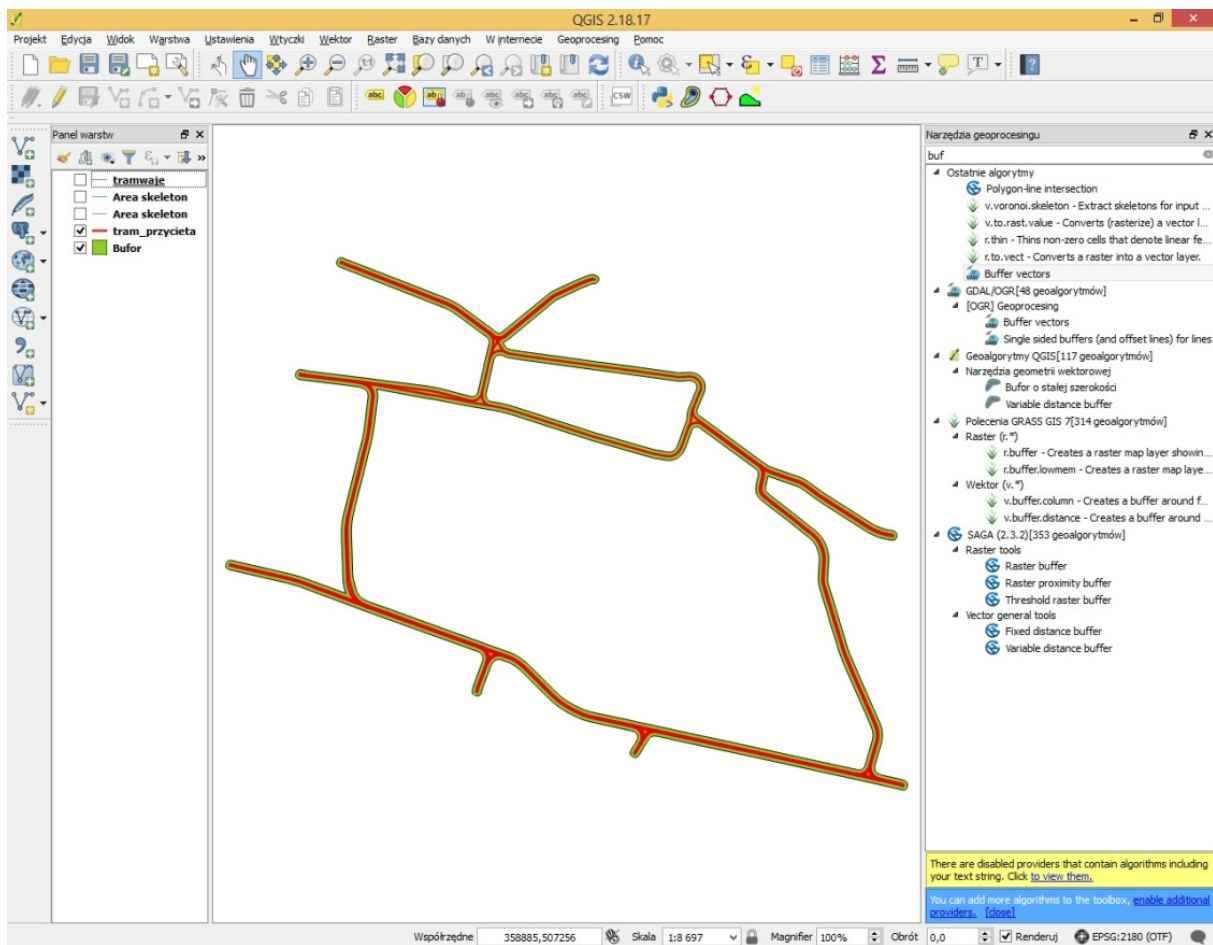 QGIS 2.18.17
Projekt Edycja Widok Warstwa Ustawienia Wtyczki Wektor Raster Bazy danych W internecie Geoprocesing Pomoc
abc abc ab ab abc abc abc abc CSW
Panel warstw
tramwaje
Area skeleton
Area skeleton
tram_przycieta
Bufor
Narzędzia geoprocesingu
buf
Ostatnie algorytmy
Polygon-line intersection
v.voronoi.skeleton - Extract skeletons for input ...
v.to.rast.value - Converts (rasterize) a vector l...
r.thin - Thins non-zero cells that denote linear fe...
r.to.vect - Converts a raster into a vector layer.
Buffer vectors
GDAL/OGR [48 geoalgorytmów]
[OGR] Geoprocesing
Buffer vectors
Single sided buffers (and offset lines) for lines
Geoalgorytmy QGIS [117 geoalgorytmów]
Narzędzia geometrii wektorowej
Bufor o stałej szerokości
Variable distance buffer
Polecenia GRASS GIS 7 [314 geoalgorytmów]
Raster (r.*)
r.buffer - Creates a raster map layer showin...
r.buffer.lowmem - Creates a raster map laye...
Wektor (v.*)
v.buffer.column - Creates a buffer around f...
v.buffer.distance - Creates a buffer around ...
SAGA (2.3.2) [353 geoalgorytmów]
Raster tools
Raster buffer
Raster proximity buffer
Threshold raster buffer
Vector general tools
Fixed distance buffer
Variable distance buffer
There are disabled providers that contain algorithms including
your text string. Click to view them.
You can add more algorithms to the toolbox, enable additional
providers. [close]
Współrzędne 358885,507256 Skala 1:8 697 Magnifier 100% Obrót 0,0 Renderuj EPSG:2180 (OTF)